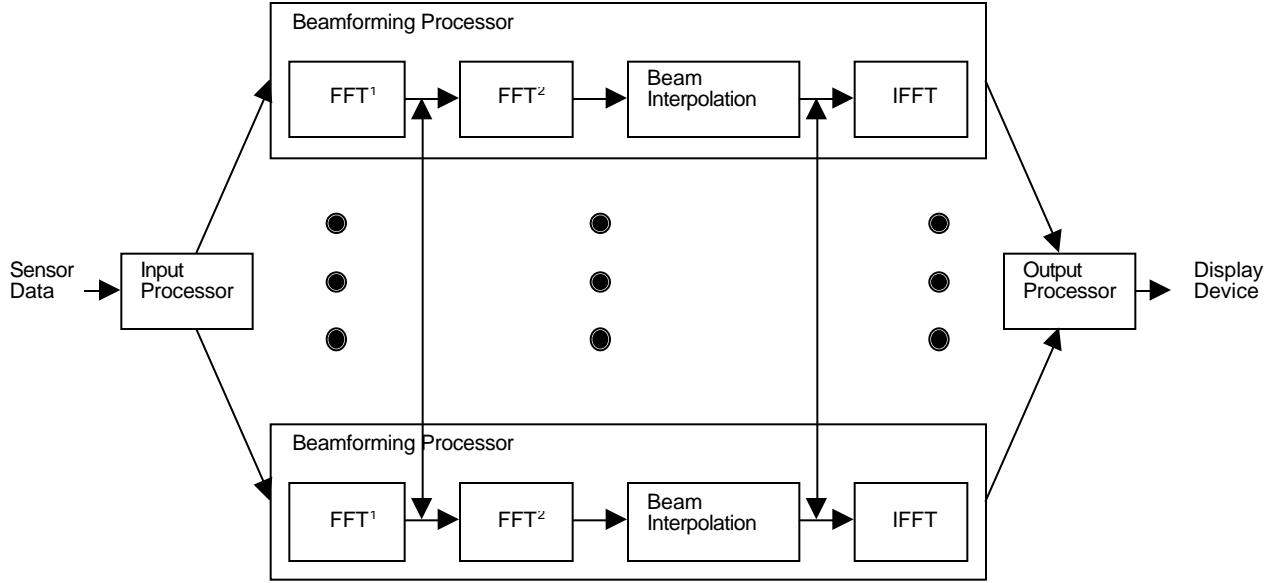 Beamforming Processor
FFT¹
FFT²
Beam
Interpolation
IFFT
Sensor
Data
Input
Processor
Output
Processor
Display
Device
Beamforming Processor
FFT¹
FFT²
Beam
Interpolation
IFFT